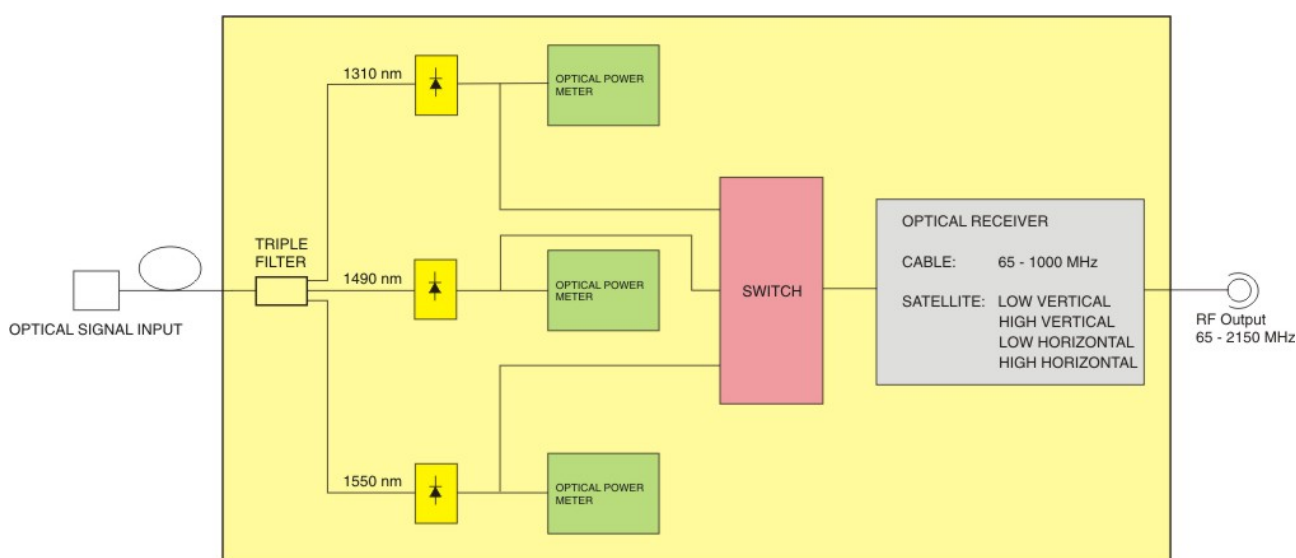 1310 nm
OPTICAL POWER
METER
TRIPLE
FILTER
1490 nm
OPTICAL POWER
METER
SWITCH
OPTICAL RECEIVER
CABLE: 65 - 1000 MHz
SATELLITE: LOW VERTICAL
HIGH VERTICAL
LOW HORIZONTAL
HIGH HORIZONTAL
OPTICAL SIGNAL INPUT
RF Output
65 - 2150 MHz
1550 nm
OPTICAL POWER
METER